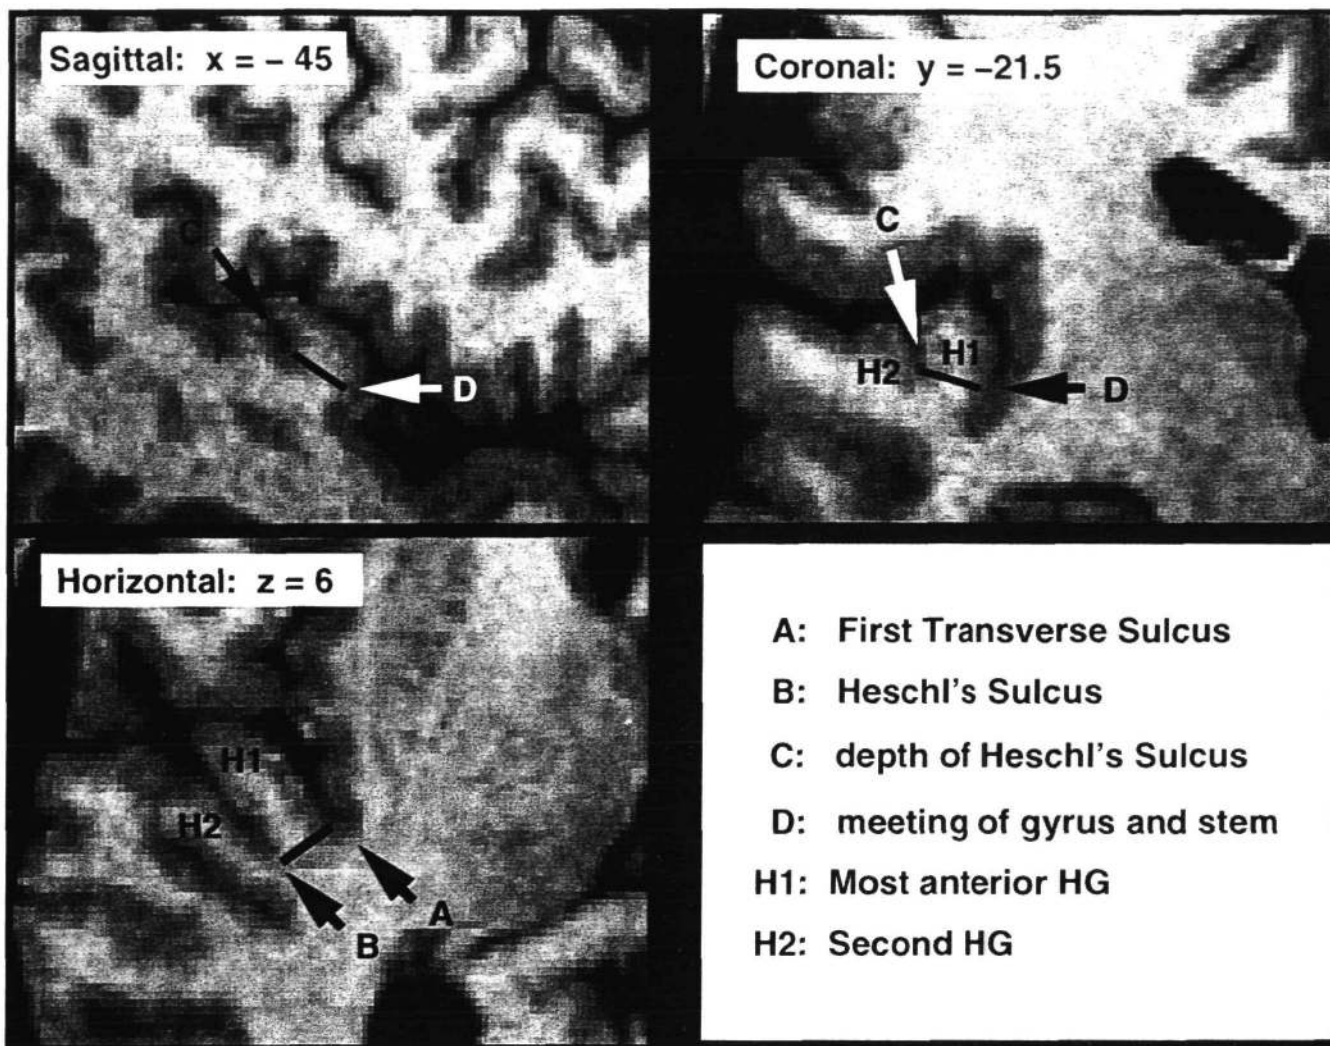 Sagittal: x = – 45
C
D
Coronal: y = –21.5
C
H1
H2
D
Horizontal: z = 6
H1
H2
A
B
A: First Transverse Sulcus
B: Heschl's Sulcus
C: depth of Heschl's Sulcus
D: meeting of gyrus and stem
H1: Most anterior HG
H2: Second HG